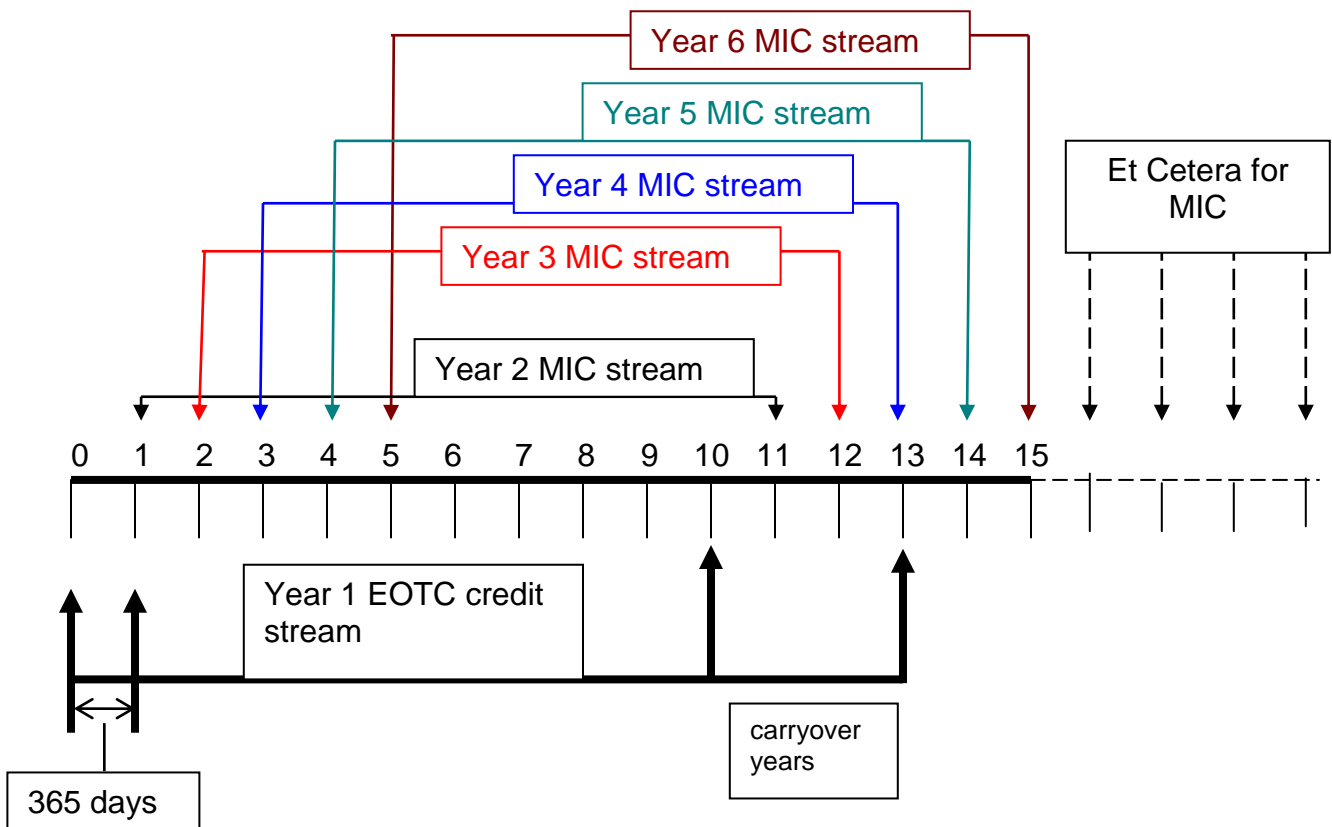 Year 6 MIC stream
Year 5 MIC stream
Et Cetera for
MIC
Year 4 MIC stream
Year 3 MIC stream
Year 2 MIC stream
0 1 2 3 4 5 6 7 8 9 10 11 12 13 14 15
Year 1 EOTC credit
stream
carryover
years
365 days